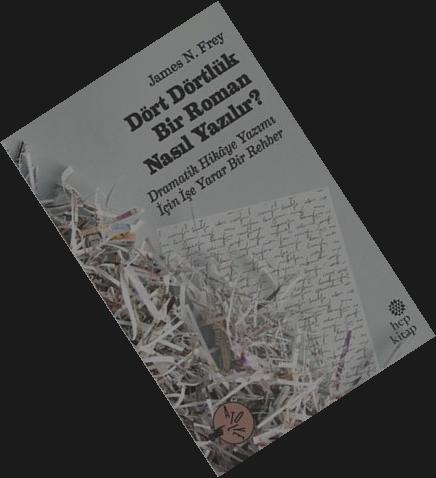 James N. Frey
Dört Dörtlük
Bir Roman
Nasıl Yazılır?
Dramatik Hikâye Yazımı
İçin İşe Yarar Bir Rehber
hep
kitap